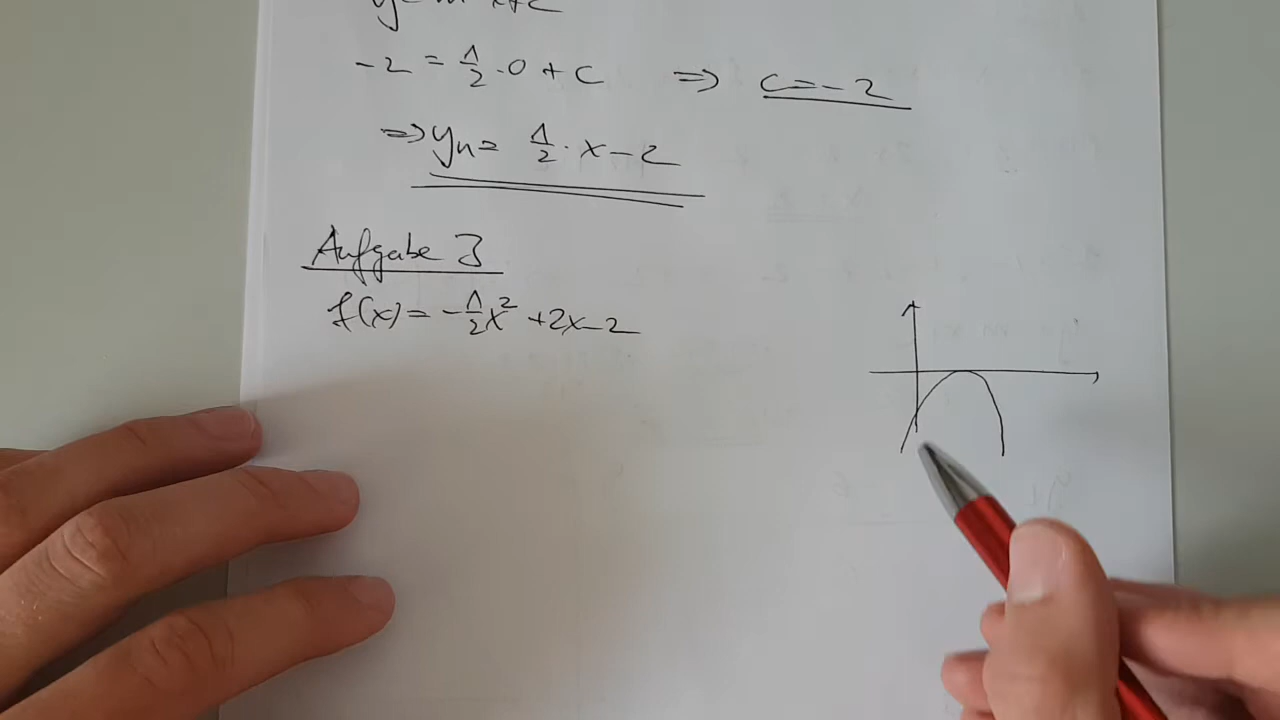 y=m·x+c
-2 = 1/2 · 0 + c => c = -2
=> yn = 1/2 · x - 2
Aufgabe 3
f(x) = -1/2 x² + 2x - 2